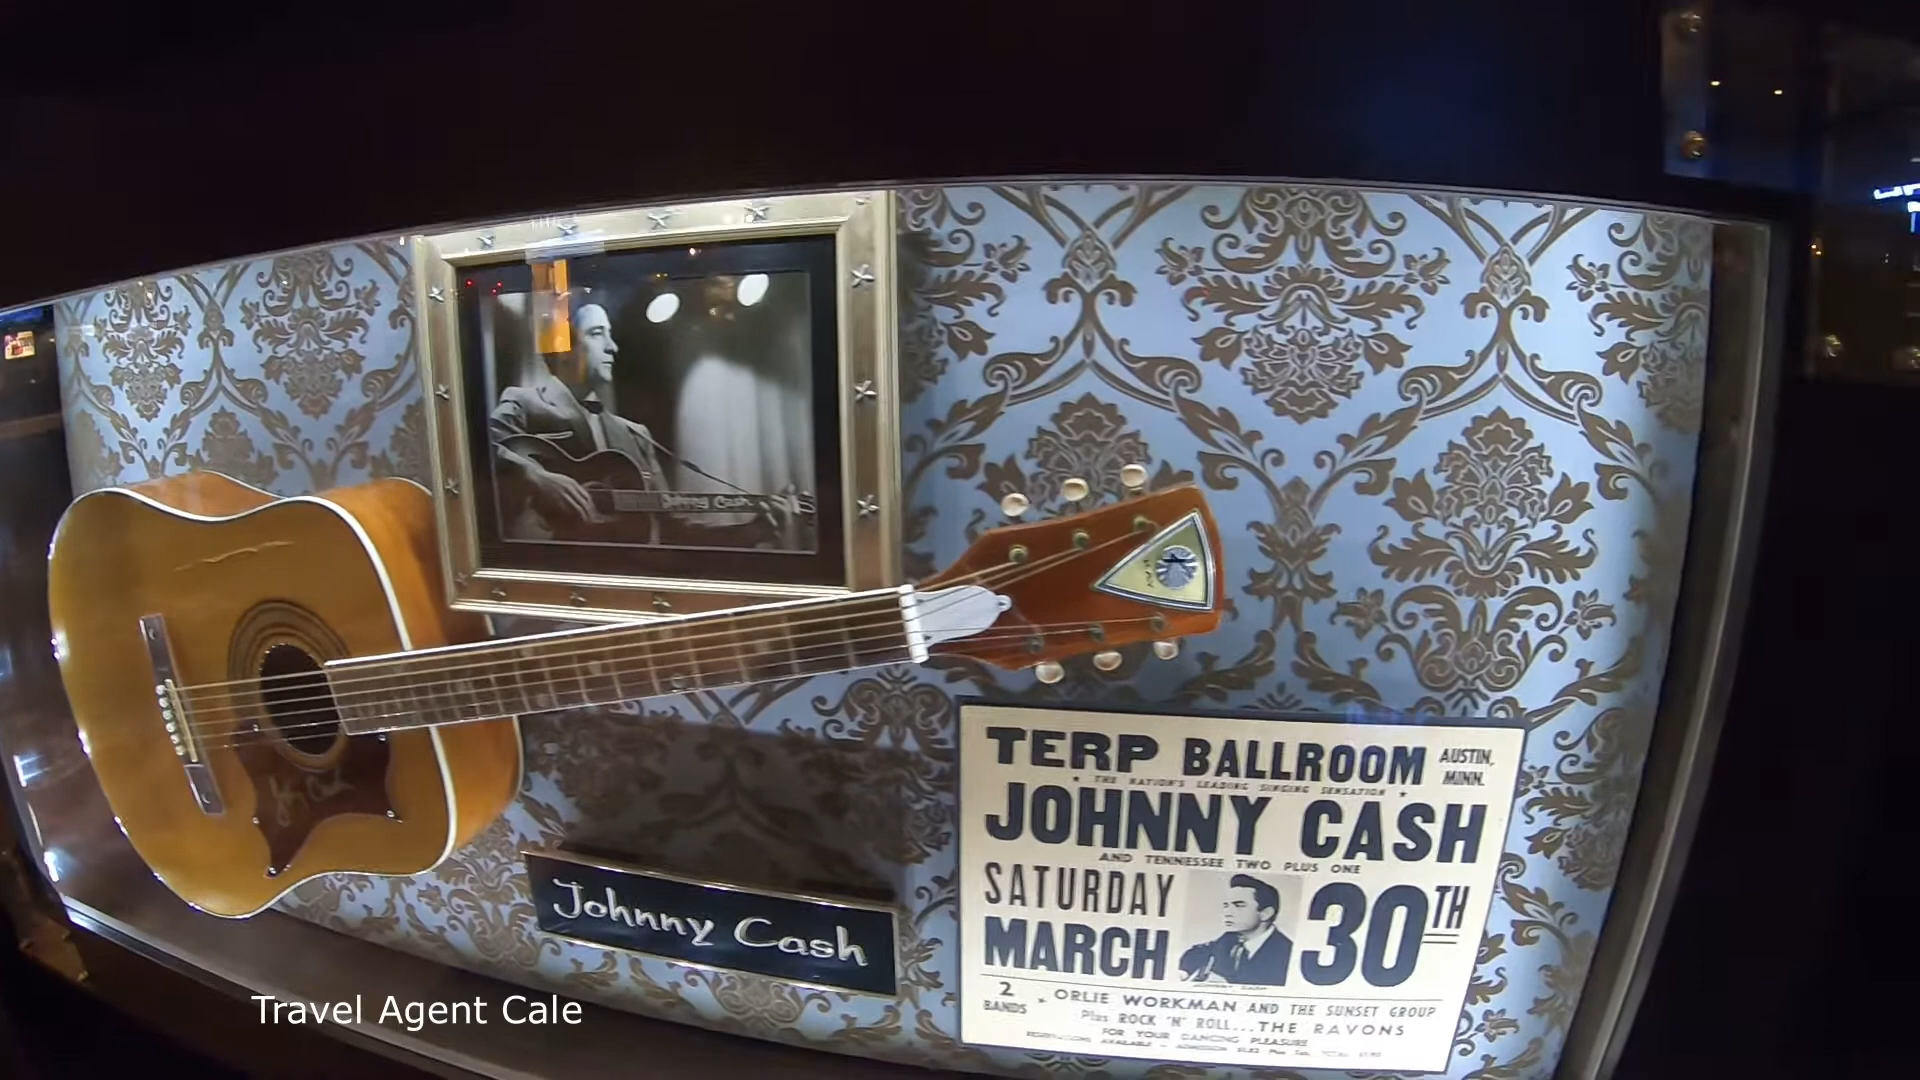 Johnny Cash
TERP BALLROOM AUSTIN, MINN.
THE NATION'S LEADING SINGING SENSATION
JOHNNY CASH
AND TENNESSEE TWO PLUS ONE
SATURDAY
MARCH 30TH
2 BANDS
ORLIE WORKMAN AND THE SUNSET GROUP
Plus ROCK 'N' ROLL...THE RAVONS
FOR YOUR DANCING PLEASURE
Johnny Cash
Travel Agent Cale